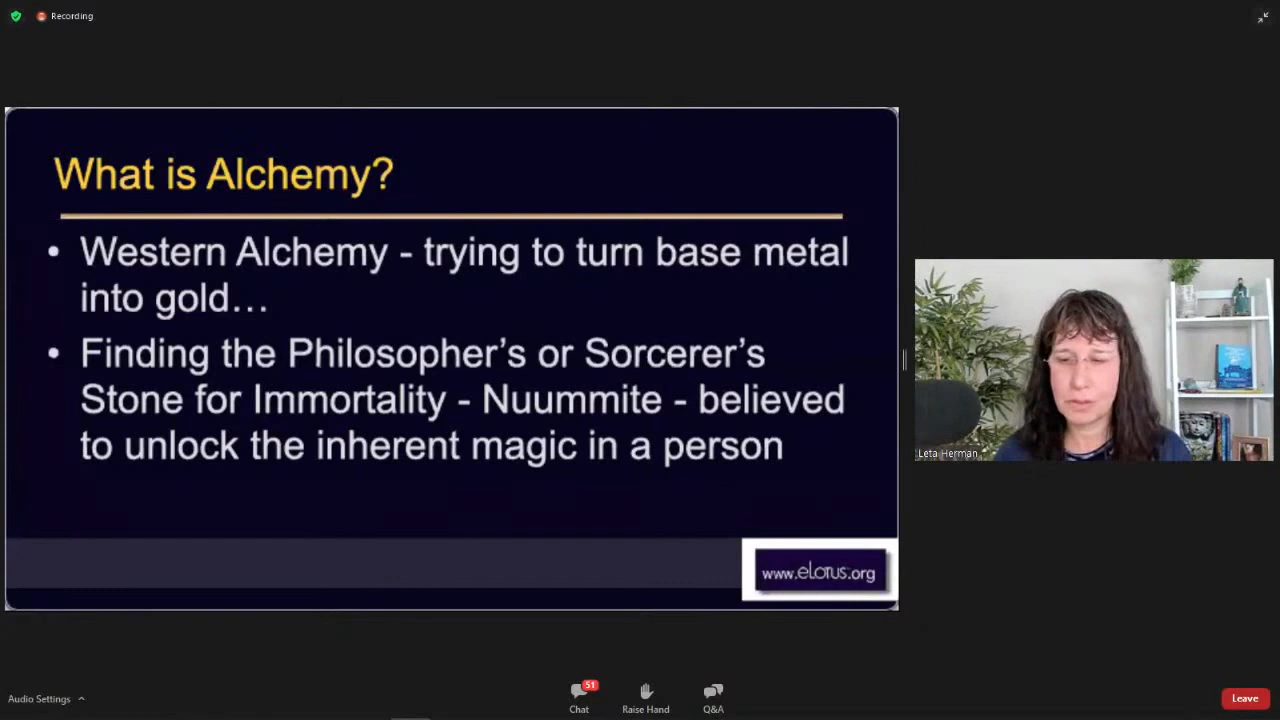 Recording
What is Alchemy?
• Western Alchemy - trying to turn base metal
into gold…
• Finding the Philosopher’s or Sorcerer’s
Stone for Immortality - Nuummite - believed
to unlock the inherent magic in a person
www.eLotus.org
Leta Herman
Audio Settings
51
Chat
Raise Hand
Q&A
Leave